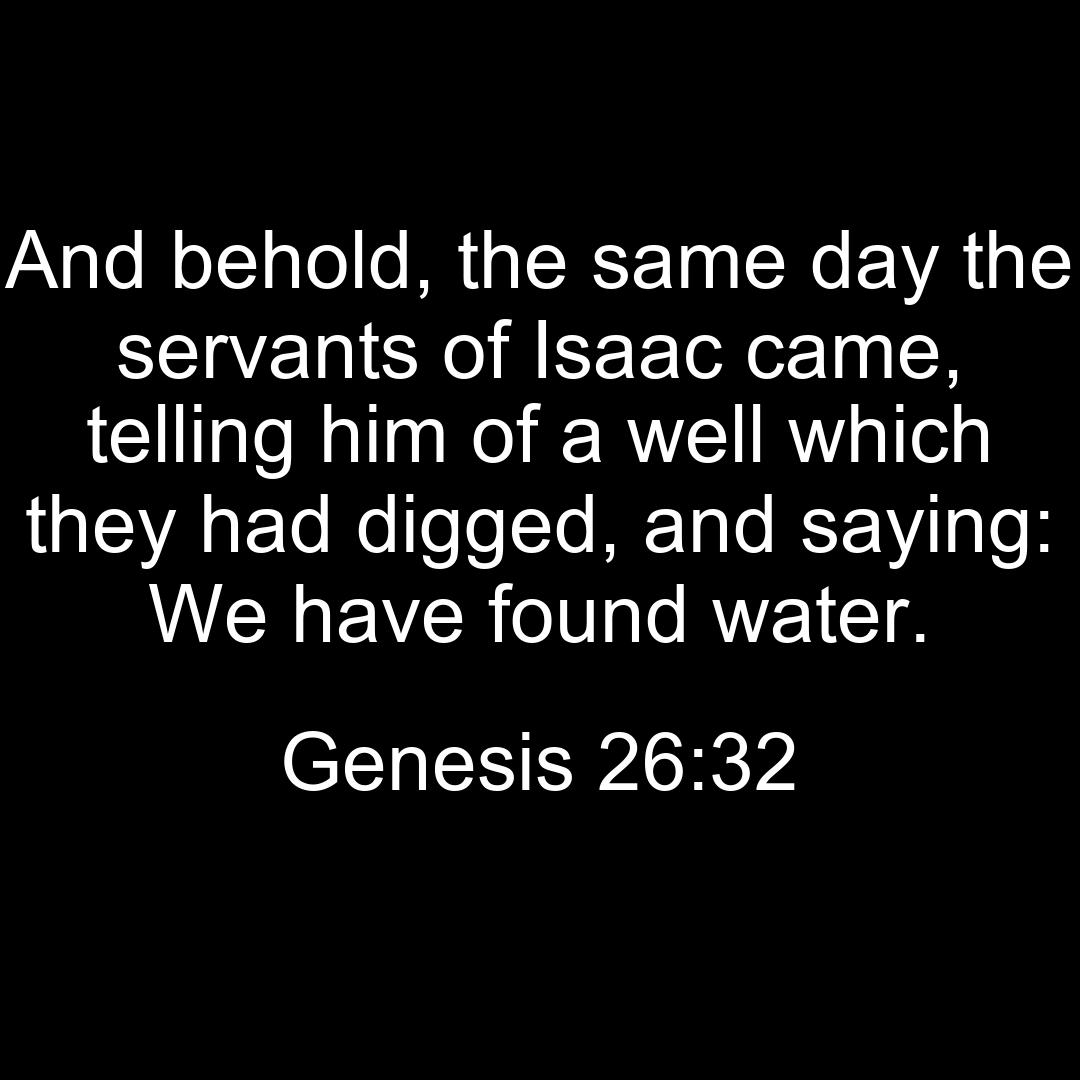 And behold, the same day the
servants of Isaac came,
telling him of a well which
they had digged, and saying:
We have found water.
Genesis 26:32